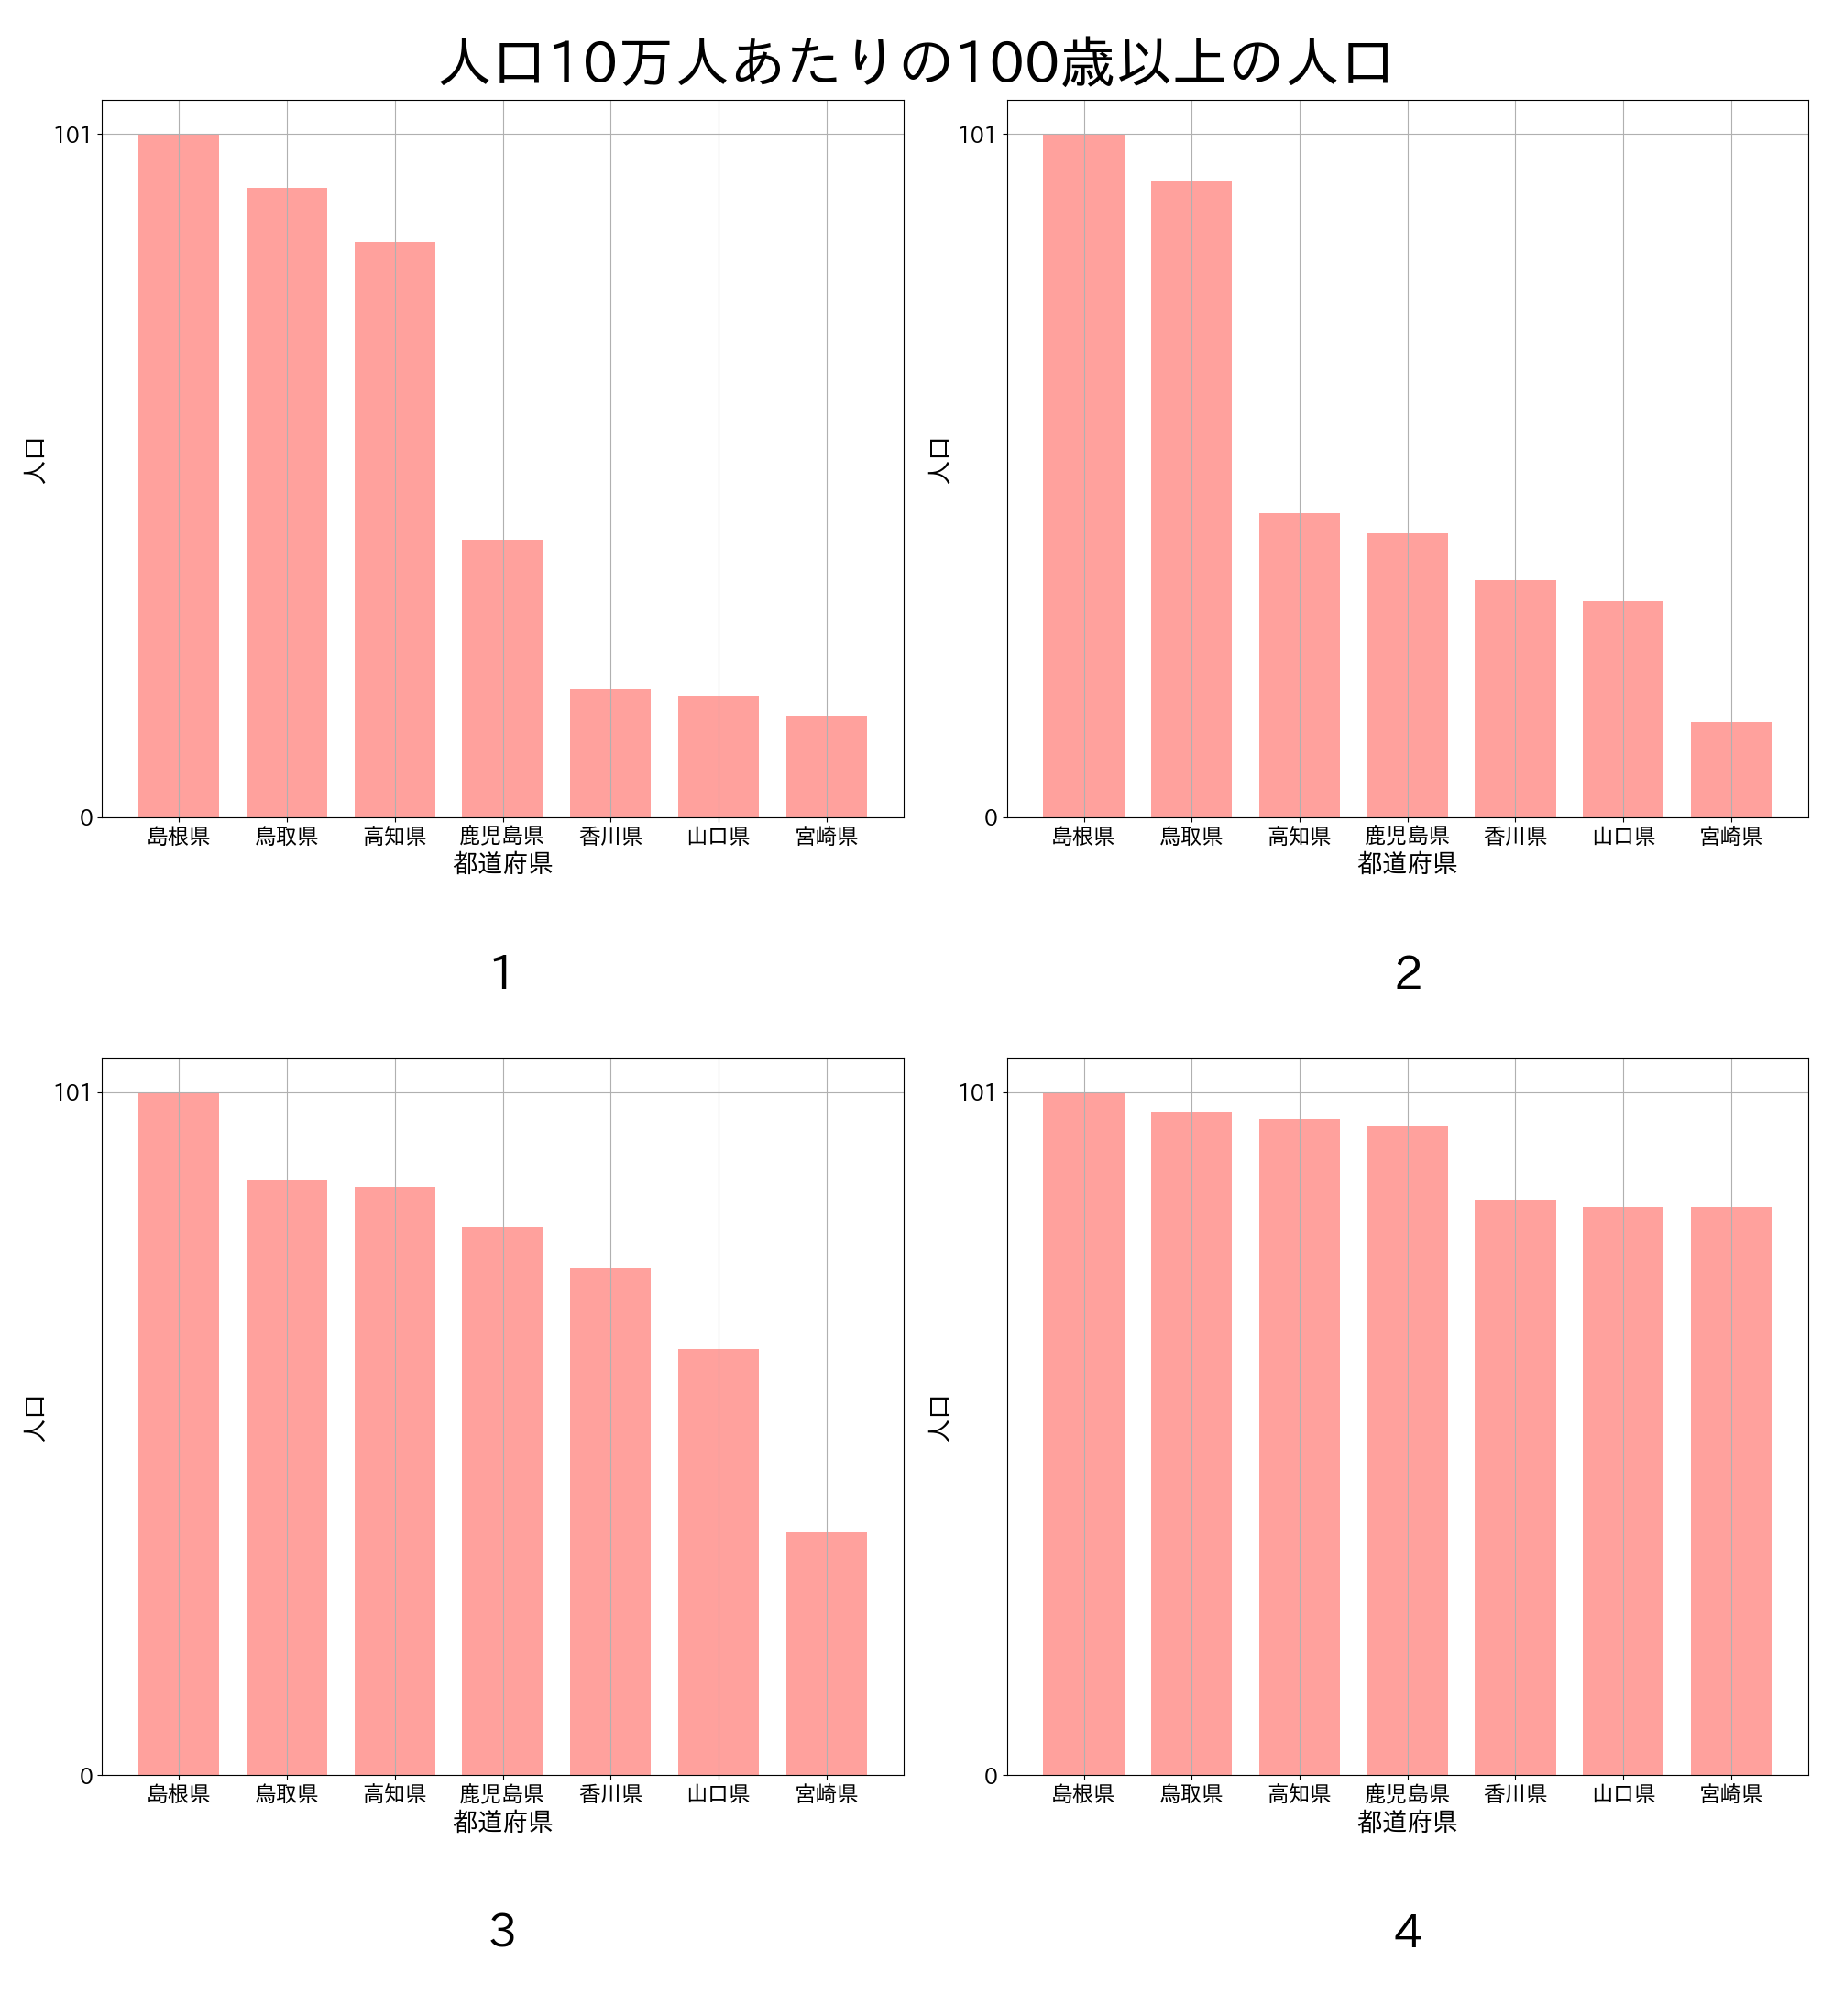 人口10万人あたりの100歳以上の人口
101
0
人口
島根県 鳥取県 高知県 鹿児島県 香川県 山口県 宮崎県
都道府県
1
101
0
人口
島根県 鳥取県 高知県 鹿児島県 香川県 山口県 宮崎県
都道府県
2
101
0
人口
島根県 鳥取県 高知県 鹿児島県 香川県 山口県 宮崎県
都道府県
3
101
0
人口
島根県 鳥取県 高知県 鹿児島県 香川県 山口県 宮崎県
都道府県
4